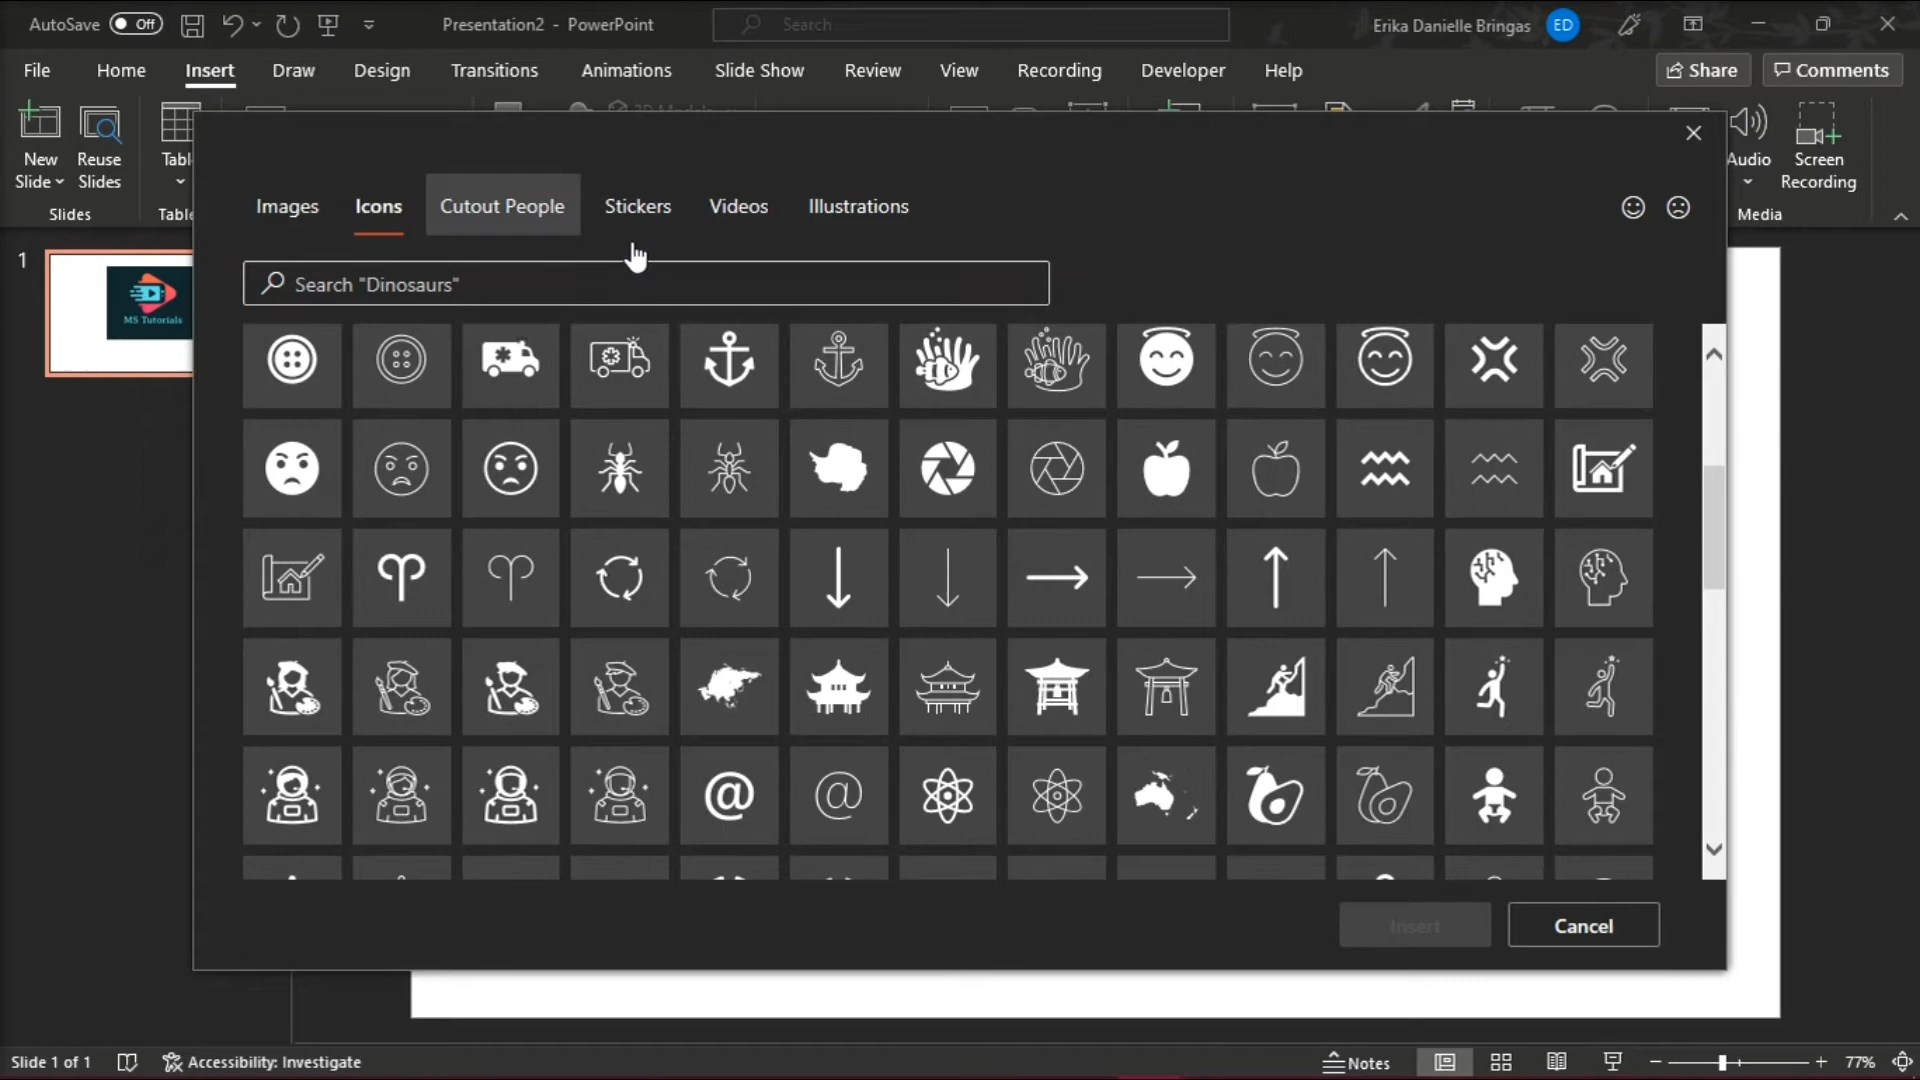 AutoSave Off Presentation2 - PowerPoint Search Erika Danielle Bringas ED
File Home Insert Draw Design Transitions Animations Slide Show Review View Recording Developer Help Share Comments
New Slide
Reuse Slides
Slides
Tabl
Table
Audio
Screen Recording
Media
Images Icons Cutout People Stickers Videos Illustrations
Search "Dinosaurs"
1
MS Tutorials
@ @
Insert Cancel
Slide 1 of 1 Accessibility: Investigate Notes 77%